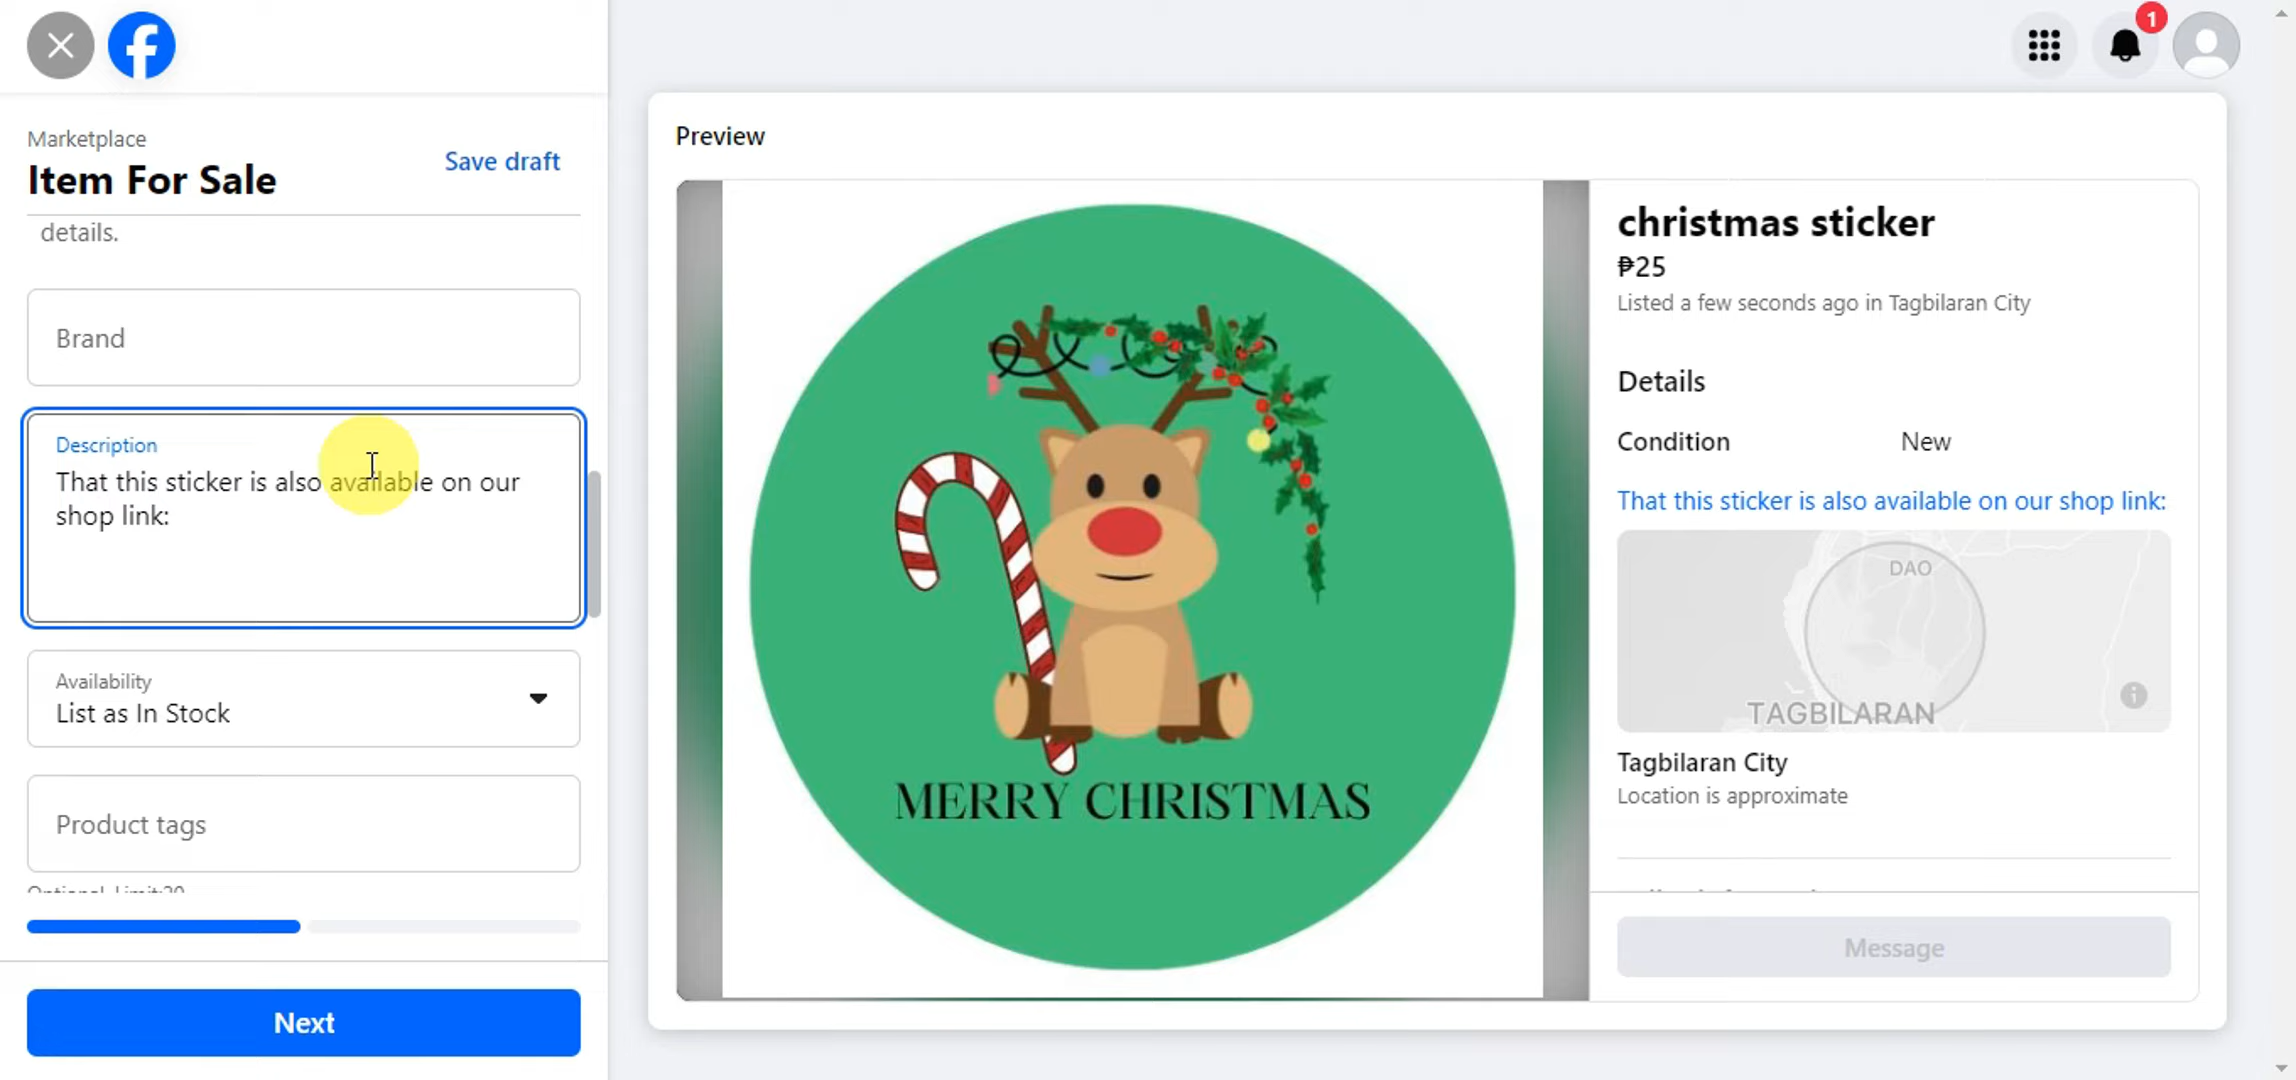 Marketplace
Item For Sale
Save draft
details.
Brand
Description
That this sticker is also available on our
shop link:
Availability
List as In Stock
Product tags
Optional. Limit:20
Next
1
Preview
MERRY CHRISTMAS
christmas sticker
₱25
Listed a few seconds ago in Tagbilaran City
Details
Condition New
That this sticker is also available on our shop link:
DAO
TAGBILARAN
Tagbilaran City
Location is approximate
Message